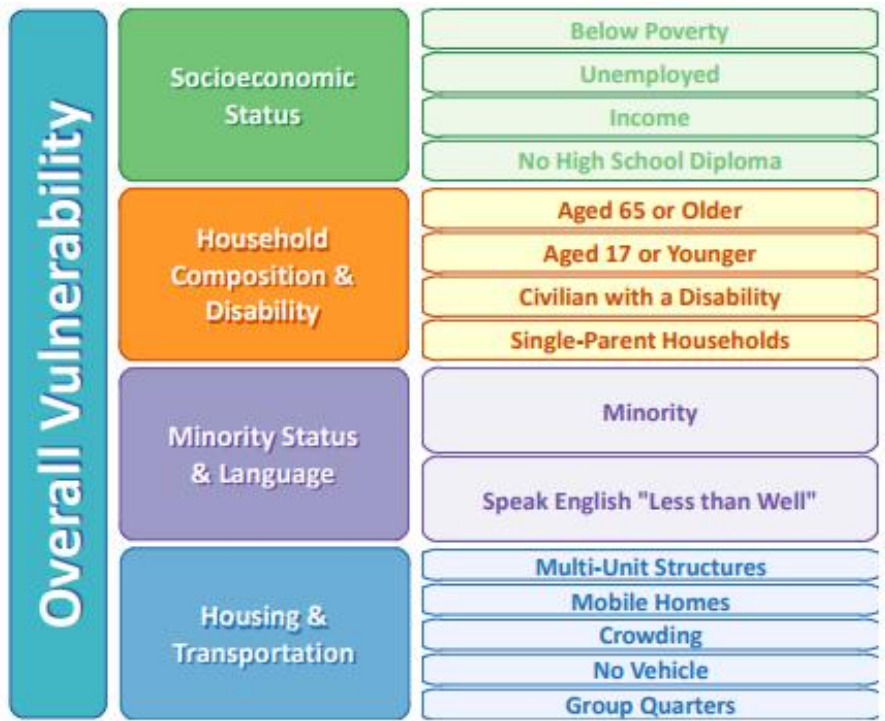 Overall Vulnerability
Socioeconomic
Status
Below Poverty
Unemployed
Income
No High School Diploma
Household
Composition &
Disability
Aged 65 or Older
Aged 17 or Younger
Civilian with a Disability
Single-Parent Households
Minority Status
& Language
Minority
Speak English "Less than Well"
Housing &
Transportation
Multi-Unit Structures
Mobile Homes
Crowding
No Vehicle
Group Quarters